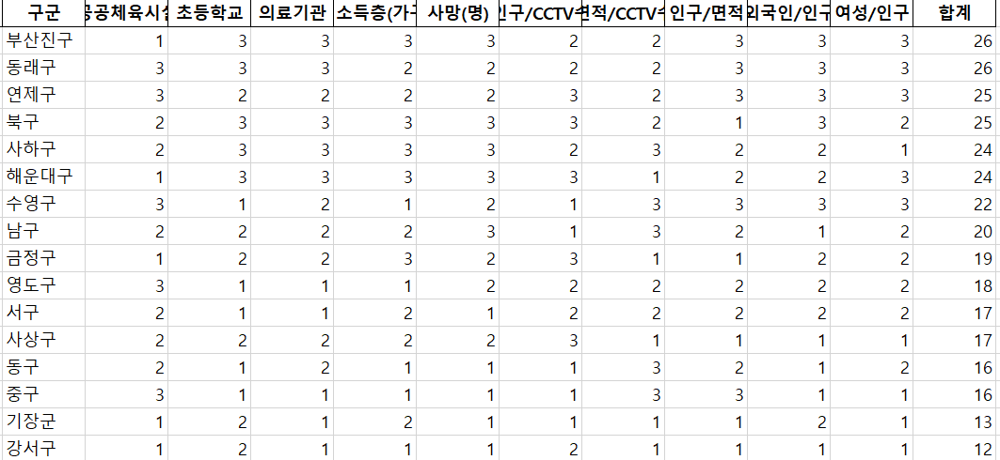 구군 공공체육시설 초등학교 의료기관 소득층(가구 사망(명) 인구/CCTV수 면적/CCTV수 인구/면적 외국인/인구 여성/인구 합계
부산진구 1 3 3 3 3 2 2 3 3 3 26
동래구 3 3 3 2 2 2 2 3 3 3 26
연제구 3 2 2 2 2 3 2 3 3 3 25
북구 2 3 3 3 3 3 2 1 3 2 25
사하구 2 3 3 3 3 2 3 2 2 1 24
해운대구 1 3 3 3 3 3 1 2 2 3 24
수영구 3 1 2 1 2 1 3 3 3 3 22
남구 2 2 2 2 3 1 3 2 1 2 20
금정구 1 2 2 3 2 3 1 1 2 2 19
영도구 3 1 1 1 2 2 2 2 2 2 18
서구 2 1 1 2 1 2 2 2 2 2 17
사상구 2 2 2 2 2 3 1 1 1 1 17
동구 2 1 2 1 1 1 3 2 1 2 16
중구 3 1 1 1 1 1 3 3 1 1 16
기장군 1 2 1 2 1 1 1 1 2 1 13
강서구 1 2 1 1 1 2 1 1 1 1 12